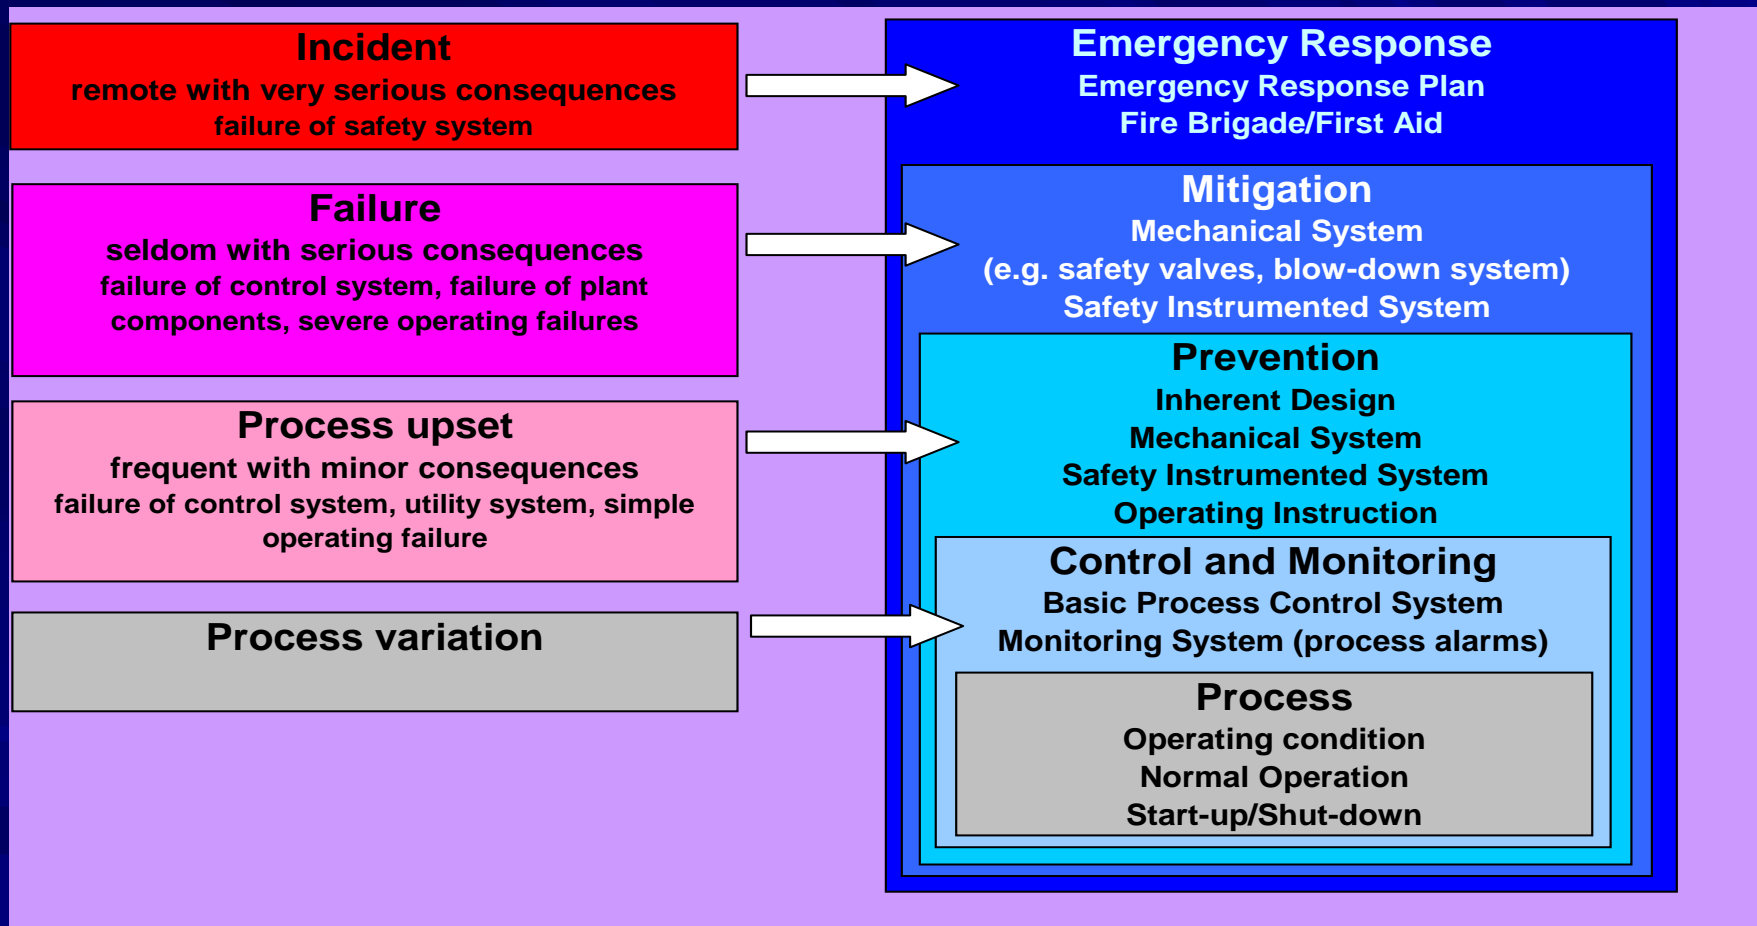 Incident
remote with very serious consequences
failure of safety system
Failure
seldom with serious consequences
failure of control system, failure of plant
components, severe operating failures
Process upset
frequent with minor consequences
failure of control system, utility system, simple
operating failure
Process variation
Emergency Response
Emergency Response Plan
Fire Brigade/First Aid
Mitigation
Mechanical System
(e.g. safety valves, blow-down system)
Safety Instrumented System
Prevention
Inherent Design
Mechanical System
Safety Instrumented System
Operating Instruction
Control and Monitoring
Basic Process Control System
Monitoring System (process alarms)
Process
Operating condition
Normal Operation
Start-up/Shut-down